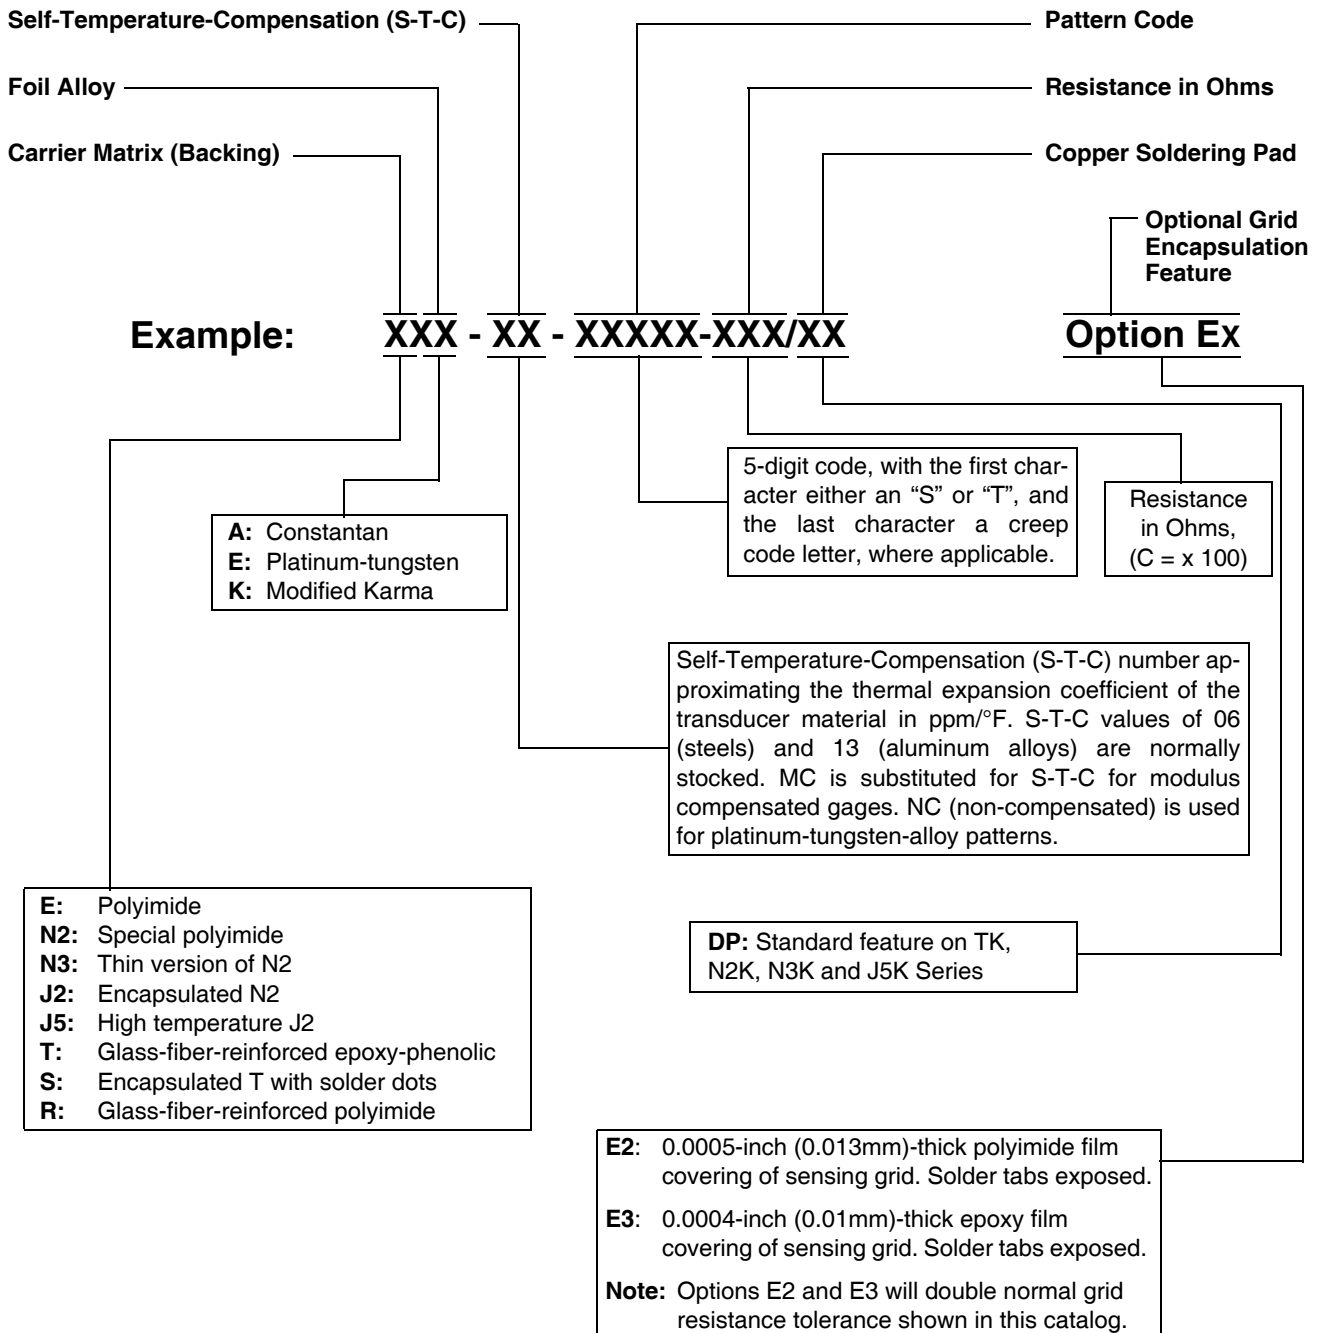 Self-Temperature-Compensation (S-T-C)
Foil Alloy
Carrier Matrix (Backing)
Pattern Code
Resistance in Ohms
Copper Soldering Pad
Optional Grid
Encapsulation
Feature
Example: XXX - XX - XXXXX-XXX/XX Option Ex
5-digit code, with the first char-
acter either an “S” or “T”, and
the last character a creep
code letter, where applicable.
Resistance
in Ohms,
(C = x 100)
A: Constantan
E: Platinum-tungsten
K: Modified Karma
Self-Temperature-Compensation (S-T-C) number ap-
proximating the thermal expansion coefficient of the
transducer material in ppm/°F. S-T-C values of 06
(steels) and 13 (aluminum alloys) are normally
stocked. MC is substituted for S-T-C for modulus
compensated gages. NC (non-compensated) is used
for platinum-tungsten-alloy patterns.
E: Polyimide
N2: Special polyimide
N3: Thin version of N2
J2: Encapsulated N2
J5: High temperature J2
T: Glass-fiber-reinforced epoxy-phenolic
S: Encapsulated T with solder dots
R: Glass-fiber-reinforced polyimide
DP: Standard feature on TK,
N2K, N3K and J5K Series
E2: 0.0005-inch (0.013mm)-thick polyimide film
covering of sensing grid. Solder tabs exposed.
E3: 0.0004-inch (0.01mm)-thick epoxy film
covering of sensing grid. Solder tabs exposed.
Note: Options E2 and E3 will double normal grid
resistance tolerance shown in this catalog.